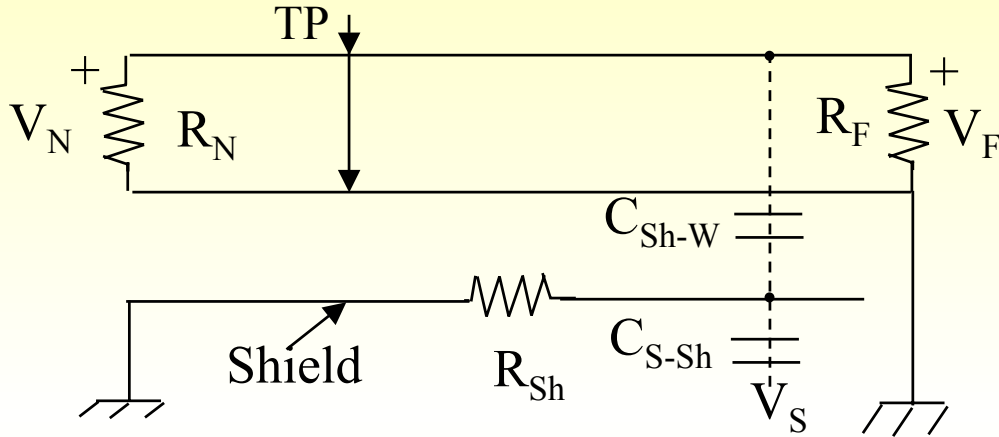 TP
+
+
V_N
R_N
R_F
V_F
C_Sh-W
Shield
R_Sh
C_S-Sh
V_S